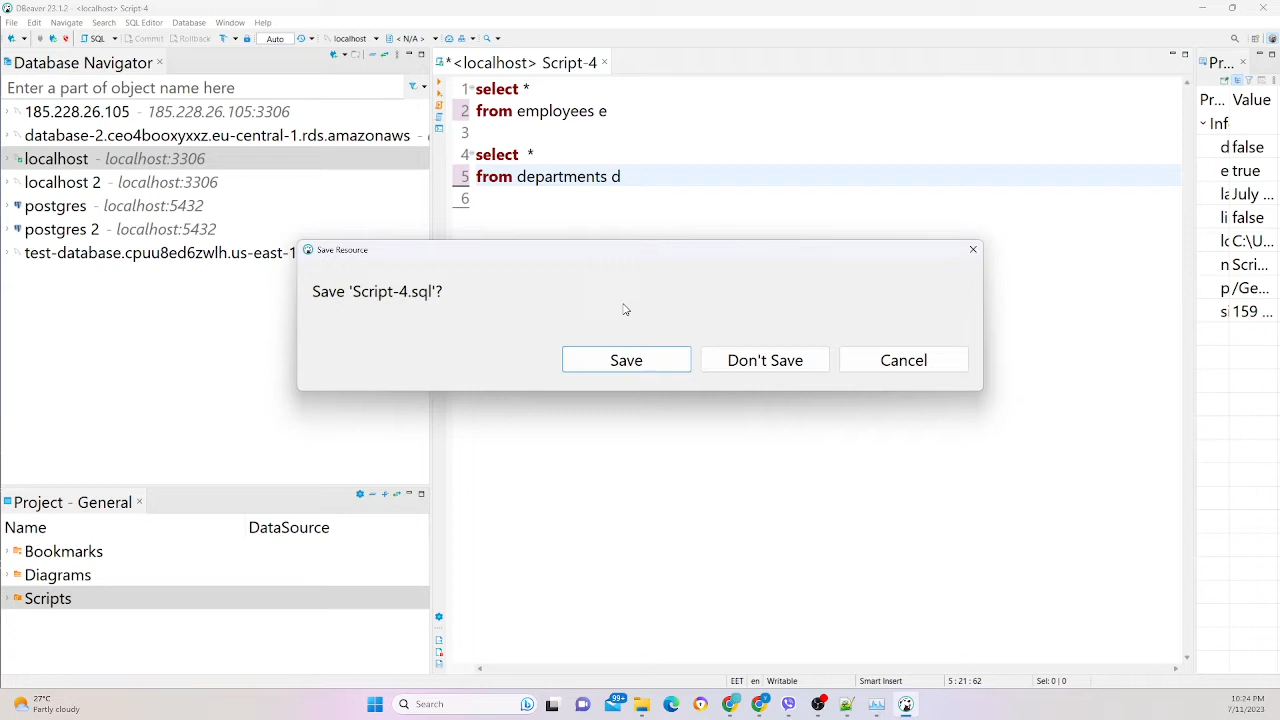 DBeaver 23.1.2 - <localhost> Script-4
File Edit Navigate Search SQL Editor Database Window Help
SQL Commit Rollback Auto localhost < N/A >
Database Navigator
Enter a part of object name here
185.228.26.105 - localhost:3306
database-2.ceo4booxyxxz.eu-central-1.rds.amazonaws
localhost - localhost:3306
localhost 2 - localhost:3306
postgres - localhost:5432
postgres 2 - localhost:5432
test-database.cpuu8ed6zwlh.us-east-1
*<localhost> Script-4
1 select *
2 from employees e
3
4 select *
5 from departments d
6
Pr...
Pr... Value
Inf
d false
e true
la July ...
li false
C:\U...
n Scri...
p /Ge...
159 ...
Save Resource
Save 'Script-4.sql'?
Save Don't Save Cancel
Project - General
Name DataSource
Bookmarks
Diagrams
Scripts
EET en Writable Smart Insert 5 : 21 : 62 Sel: 0 | 0
27°C
Partly cloudy
Search
99+
10:24 PM
7/11/2023